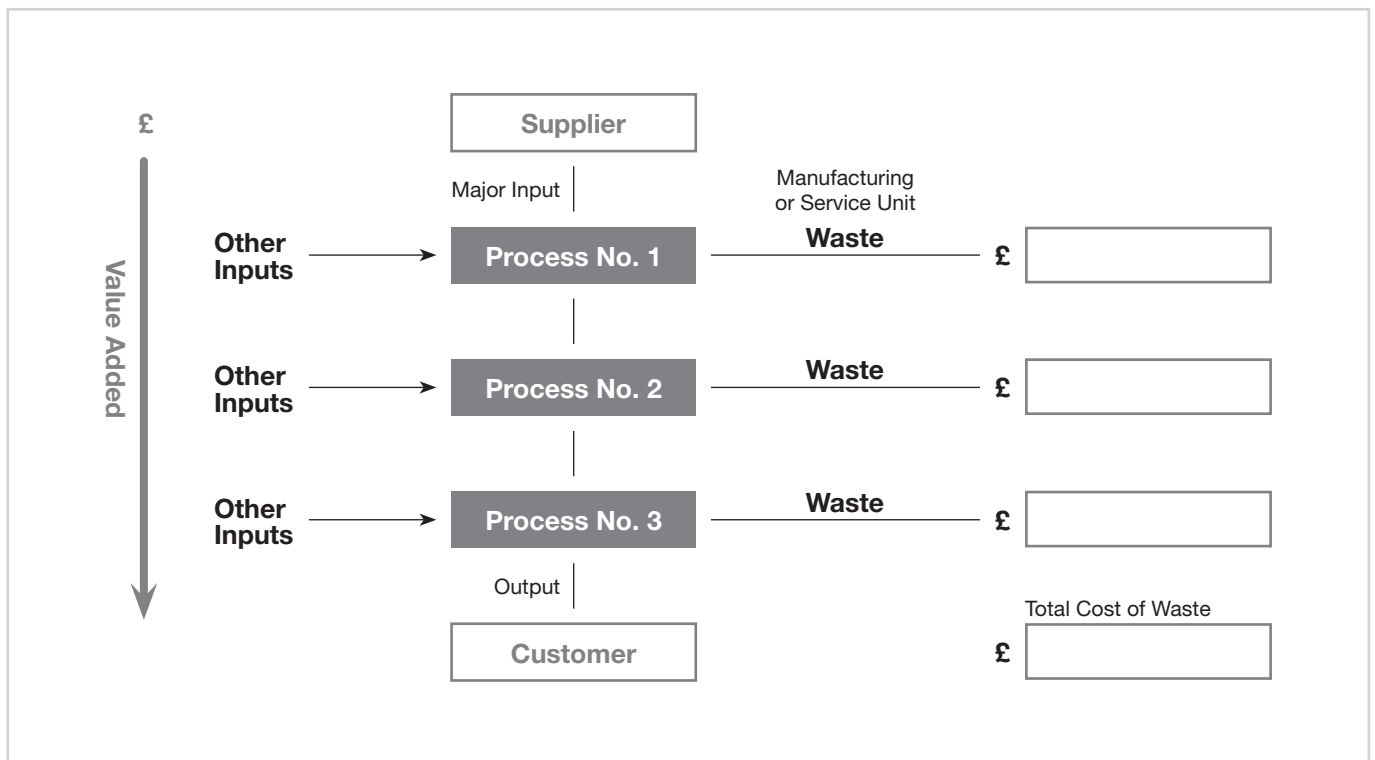 £
Supplier
Major Input
Manufacturing
or Service Unit
Other
Inputs
Process No. 1
Waste
£
Value Added
Other
Inputs
Process No. 2
Waste
£
Other
Inputs
Process No. 3
Waste
£
Output
Total Cost of Waste
Customer
£